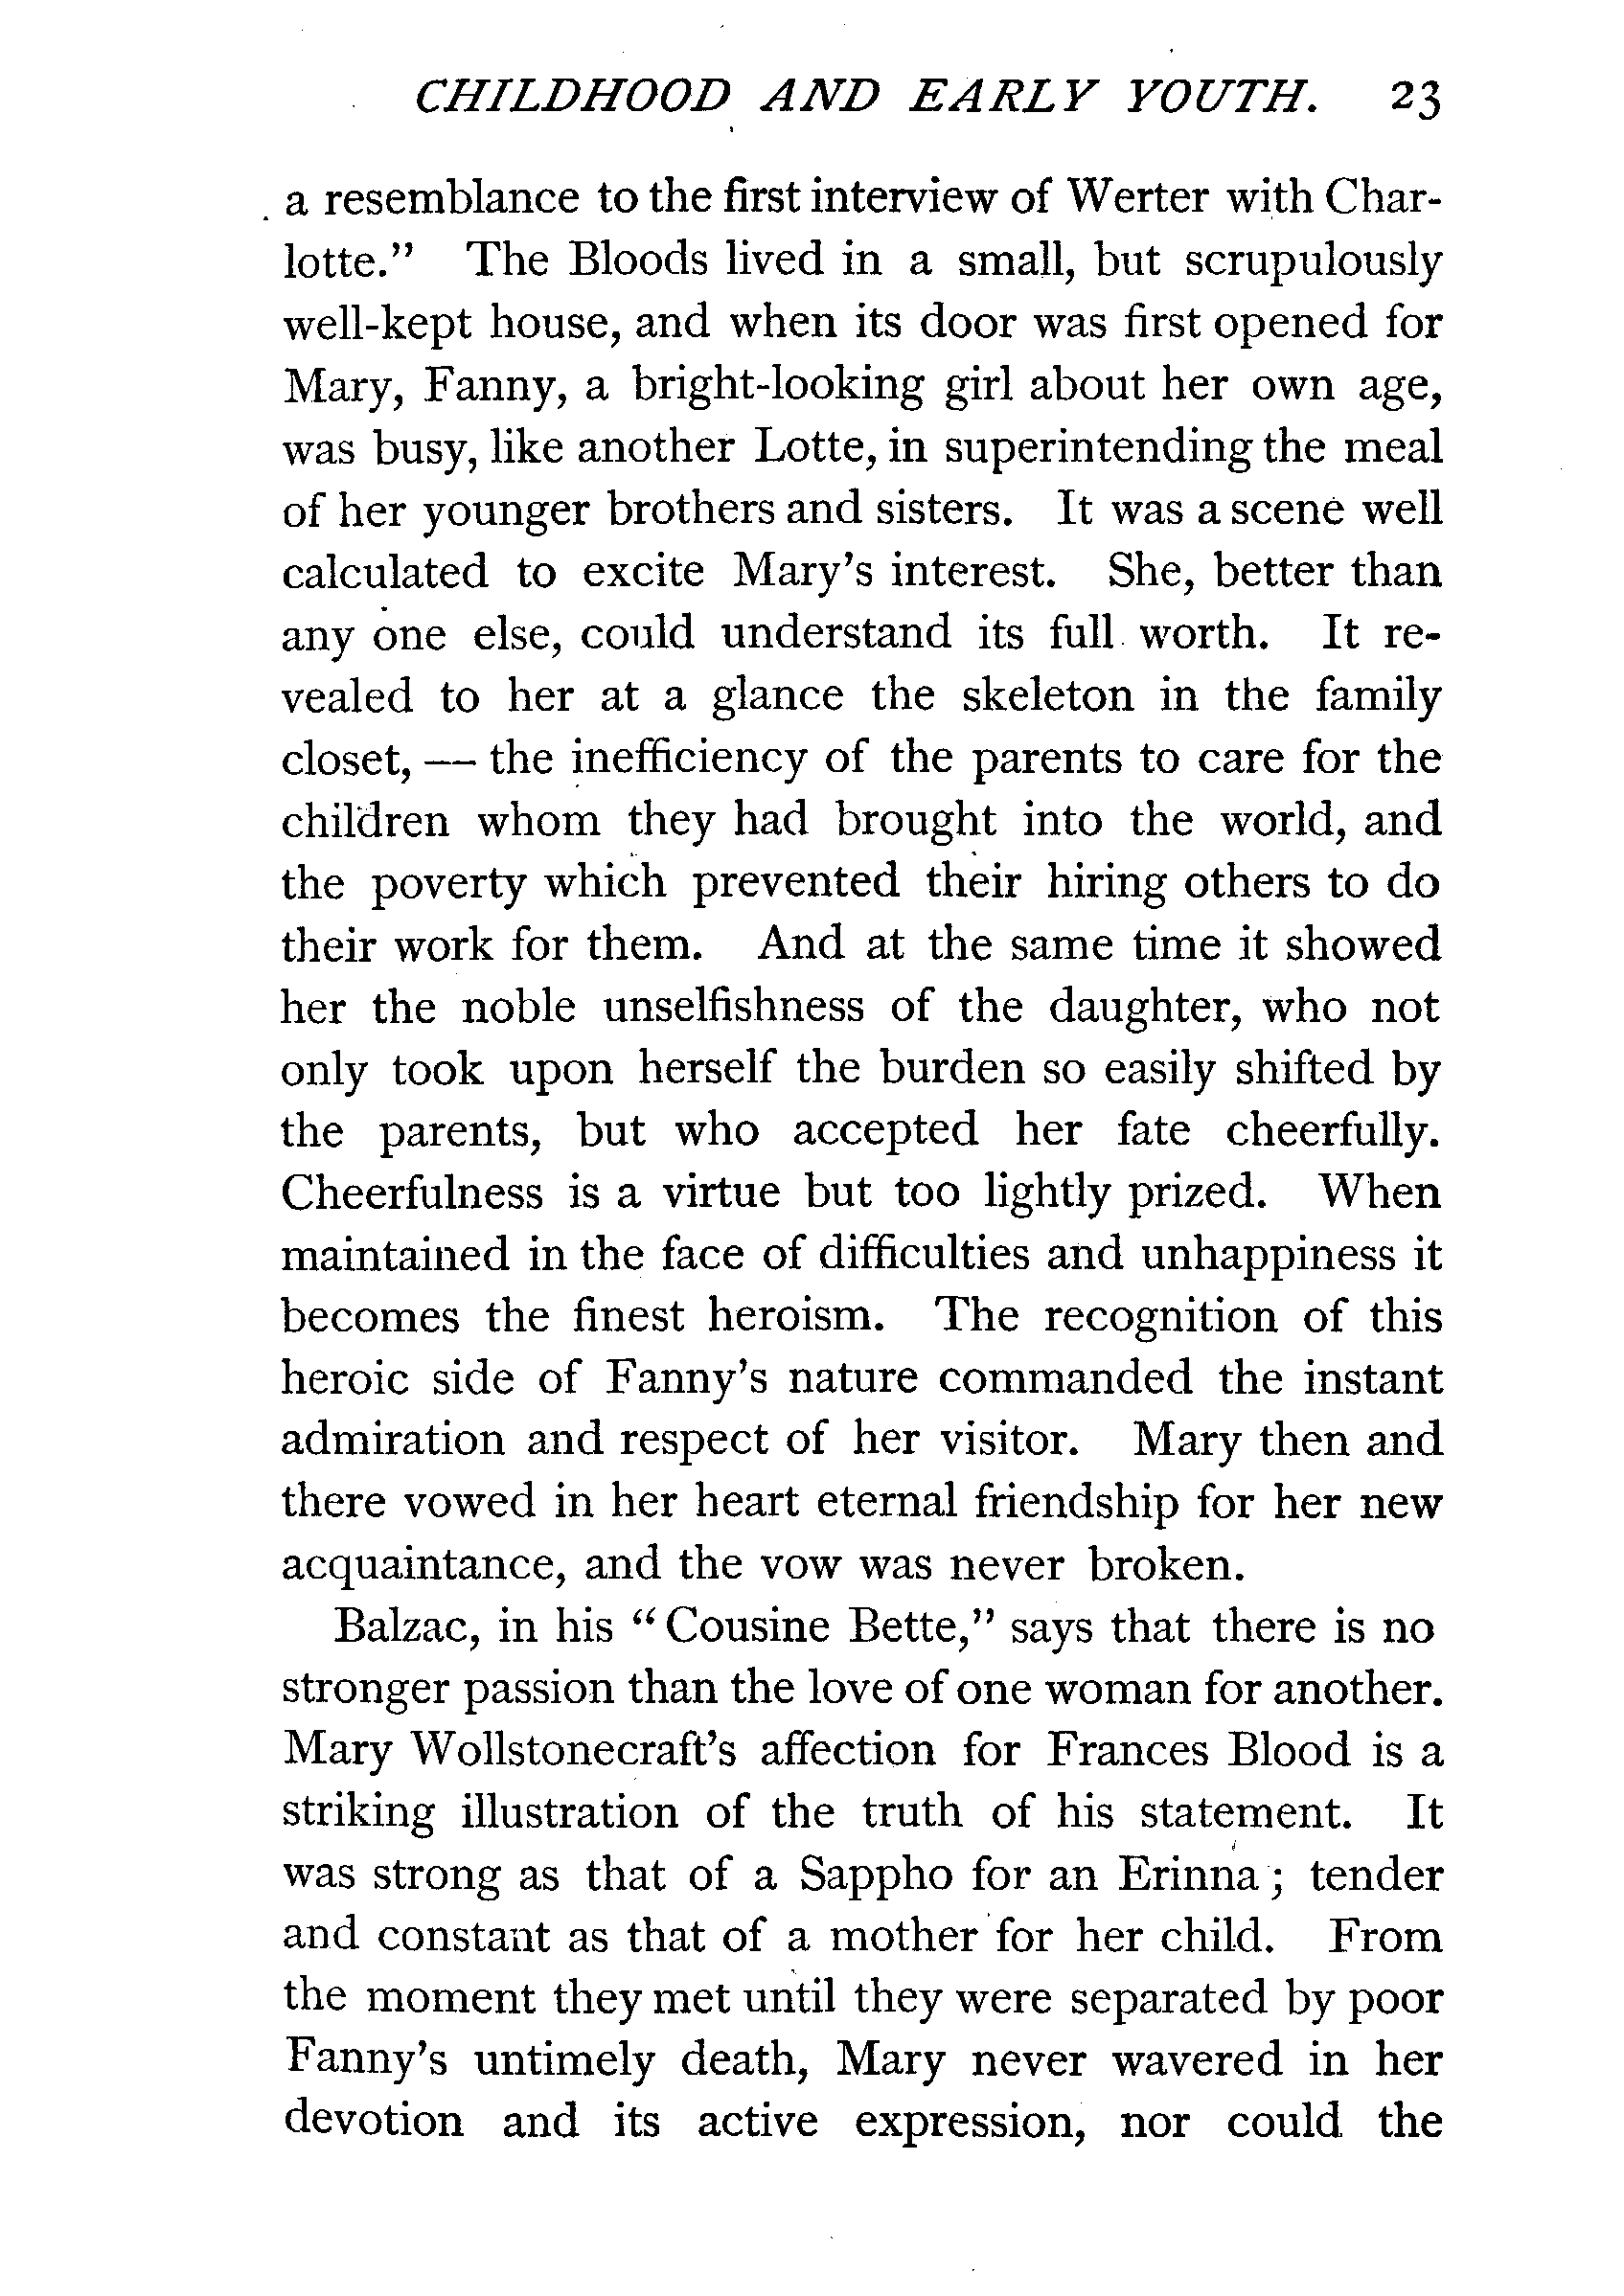 CHILDHOOD AND EARLY YOUTH. 23
a resemblance to the first interview of Werter with Char-
lotte.” The Bloods lived in a small, but scrupulously
well-kept house, and when its door was first opened for
Mary, Fanny, a bright-looking girl about her own age,
was busy, like another Lotte, in superintending the meal
of her younger brothers and sisters. It was a scene well
calculated to excite Mary’s interest. She, better than
any one else, could understand its full worth. It re-
vealed to her at a glance the skeleton in the family
closet, — the inefficiency of the parents to care for the
children whom they had brought into the world, and
the poverty which prevented their hiring others to do
their work for them. And at the same time it showed
her the noble unselfishness of the daughter, who not
only took upon herself the burden so easily shifted by
the parents, but who accepted her fate cheerfully.
Cheerfulness is a virtue but too lightly prized. When
maintained in the face of difficulties and unhappiness it
becomes the finest heroism. The recognition of this
heroic side of Fanny’s nature commanded the instant
admiration and respect of her visitor. Mary then and
there vowed in her heart eternal friendship for her new
acquaintance, and the vow was never broken.
Balzac, in his “Cousine Bette,” says that there is no
stronger passion than the love of one woman for another.
Mary Wollstonecraft’s affection for Frances Blood is a
striking illustration of the truth of his statement. It
was strong as that of a Sappho for an Erinna; tender
and constant as that of a mother for her child. From
the moment they met until they were separated by poor
Fanny’s untimely death, Mary never wavered in her
devotion and its active expression, nor could the